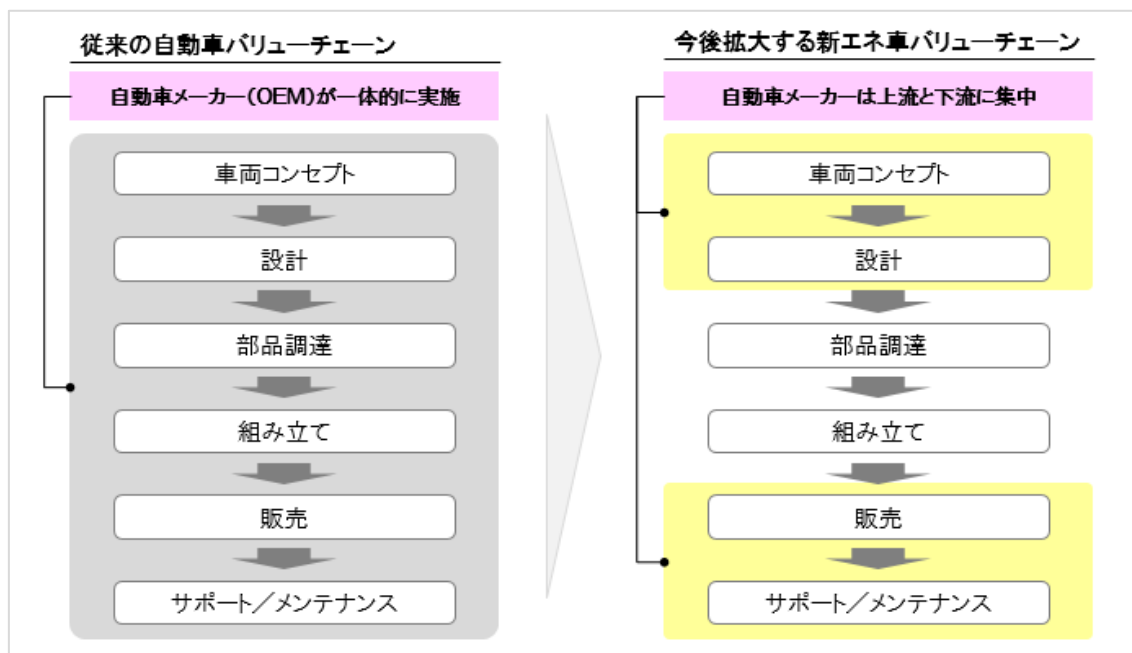 従来の自動車バリューチェーン
自動車メーカー(OEM)が一体的に実施
車両コンセプト
設計
部品調達
組み立て
販売
サポート／メンテナンス
今後拡大する新エネ車バリューチェーン
自動車メーカーは上流と下流に集中
車両コンセプト
設計
部品調達
組み立て
販売
サポート／メンテナンス